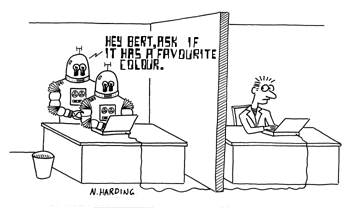 HEY BERT, ASK IF
IT HAS A FAVOURITE
COLOUR.
N. HARDING